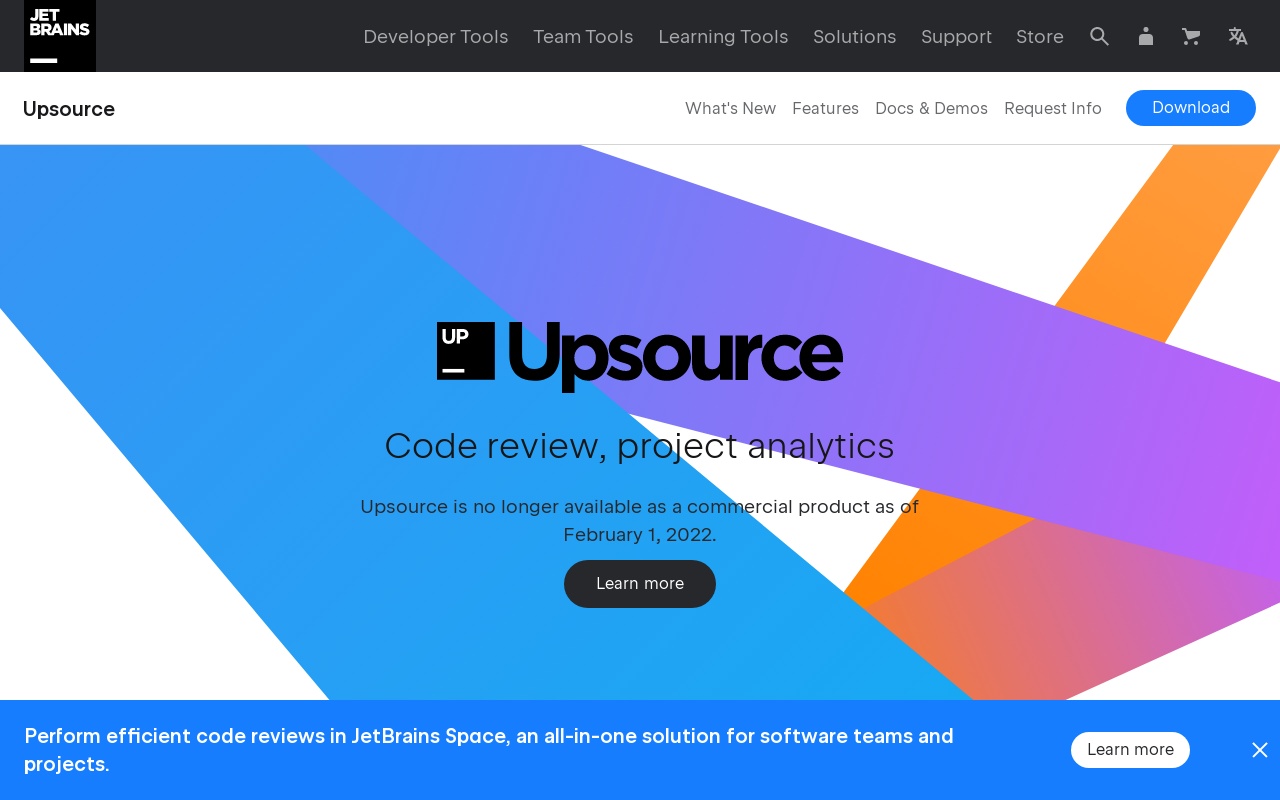 JET
BRAINS
Developer Tools Team Tools Learning Tools Solutions Support Store
Upsource
What's New Features Docs & Demos Request Info Download
UP
Upsource
Code review, project analytics
Upsource is no longer available as a commercial product as of
February 1, 2022.
Learn more
Perform efficient code reviews in JetBrains Space, an all-in-one solution for software teams and
projects.
Learn more